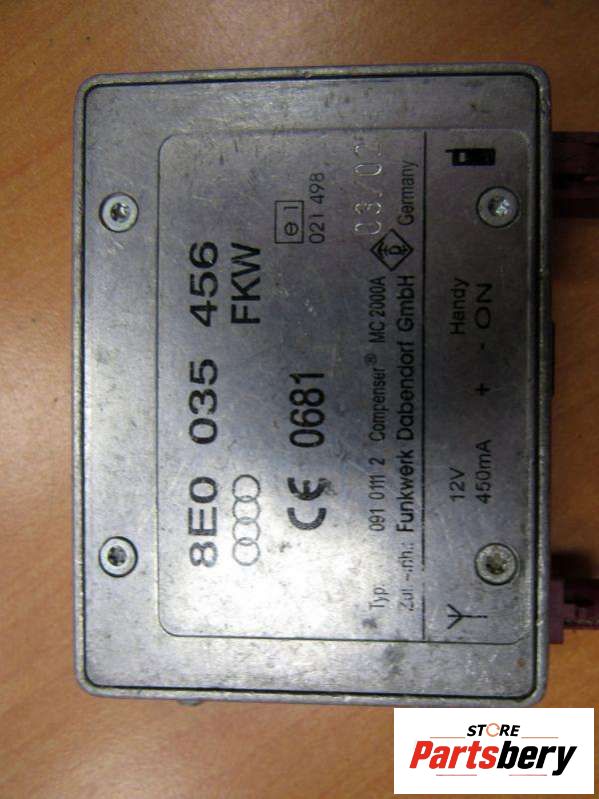 8E0 035 456
FKW
e1
021 498
03/02
CE 0681
Typ: 091 0111 2 Compenser® MC 2000A
Funkwerk Dabendorf GmbH Germany
12V
450mA
Handy
+ - ON
STORE
Partsbery